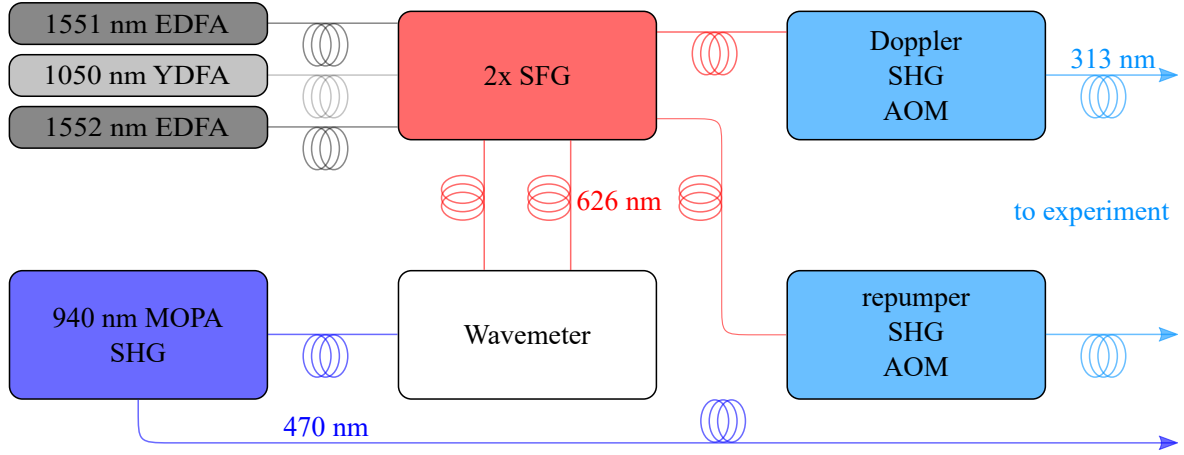 1551 nm EDFA
1050 nm YDFA
1552 nm EDFA
2x SFG
Doppler
SHG
AOM
313 nm
626 nm
to experiment
940 nm MOPA
SHG
Wavemeter
repumper
SHG
AOM
470 nm